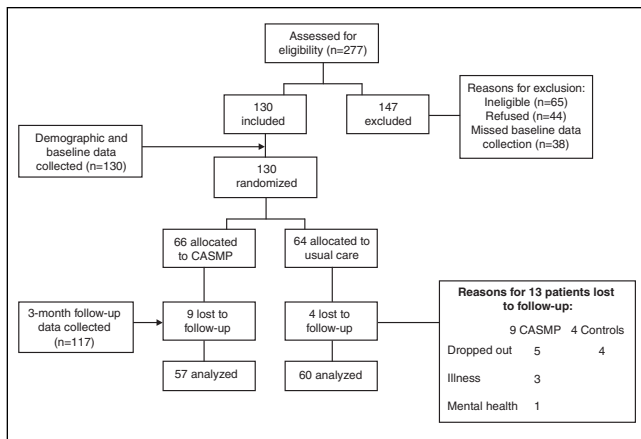 Assessed for
eligibility (n=277)
130
included
147
excluded
Reasons for exclusion:
Ineligible (n=65)
Refused (n=44)
Missed baseline data
collection (n=38)
Demographic and
baseline data
collected (n=130)
130
randomized
66 allocated
to CASMP
64 allocated to
usual care
3-month follow-up
data collected
(n=117)
9 lost to
follow-up
4 lost to
follow-up
57 analyzed
60 analyzed
Reasons for 13 patients lost
to follow-up:
9 CASMP 4 Controls
Dropped out 5 4
Illness 3
Mental health 1